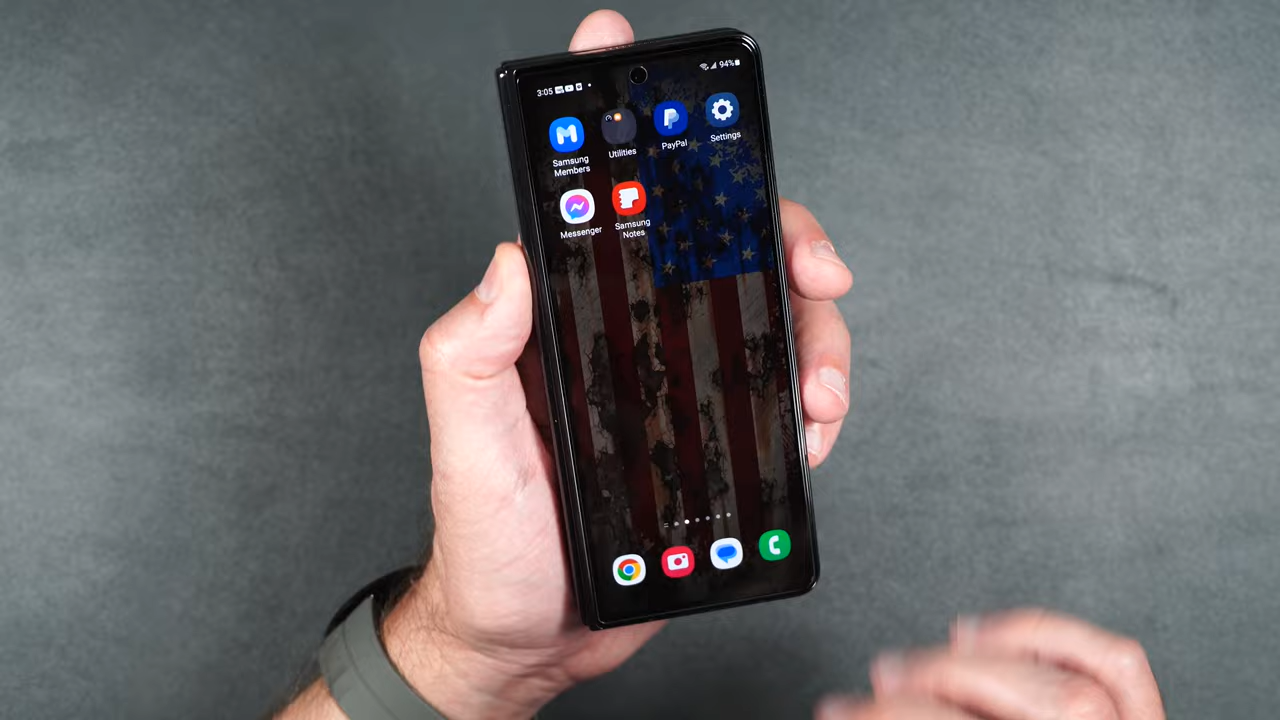 3:05
94%
Samsung
Members
Utilities
PayPal
Settings
Messenger
Samsung
Notes